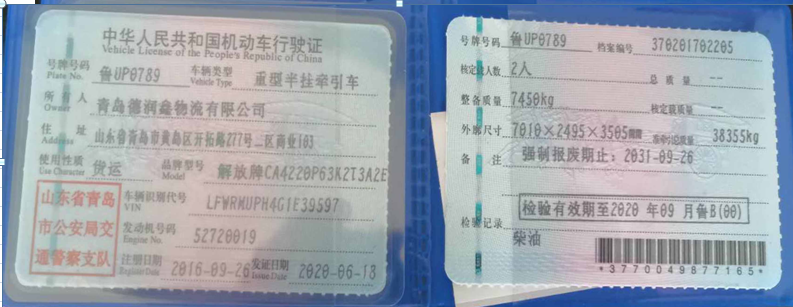 中华人民共和国机动车行驶证
Vehicle License of the People's Republic of China
号牌号码 鲁UP0789 车辆类型 重型半挂牵引车
Plate No. Vehicle Type
所有人 青岛德润鑫物流有限公司
Owner
住址 山东省青岛市黄岛区开拓路277号二区商业103
Address
使用性质 货运 品牌型号 解放牌CA4220P63K2T3A2E
Use Character Model
山东省青岛
市公安局交
通警察支队
车辆识别代号 LFWRWUPH4G1E39597
VIN
发动机号码 52720019
Engine No.
注册日期 2016-09-26 发证日期 2020-06-18
Register Date Issue Date
号牌号码 鲁UP0789 档案编号 370201702205
核定载人数 2人 总质量 --
整备质量 7450kg 核定载质量 --
外廓尺寸 7010×2495×3505 准牵引总质量 38355kg
备注 强制报废期止:2031-09-26
检验记录 检验有效期至2020年09月鲁B(00)
柴油
*3770049877165*